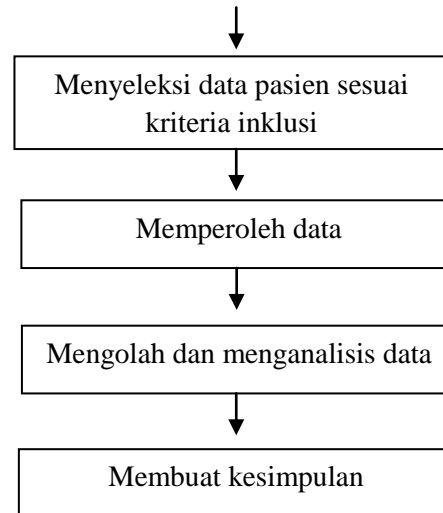 Menyeleksi data pasien sesuai
kriteria inklusi
Memperoleh data
Mengolah dan menganalisis data
Membuat kesimpulan